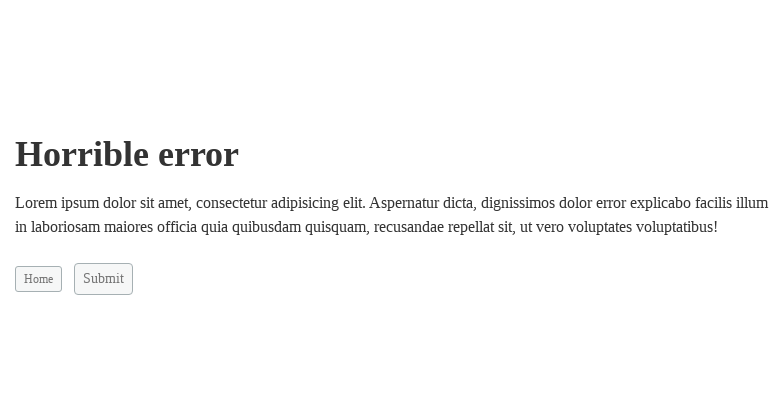 Horrible error
Lorem ipsum dolor sit amet, consectetur adipisicing elit. Aspernatur dicta, dignissimos dolor error explicabo facilis illum
in laboriosam maiores officia quia quibusdam quisquam, recusandae repellat sit, ut vero voluptates voluptatibus!
Home Submit